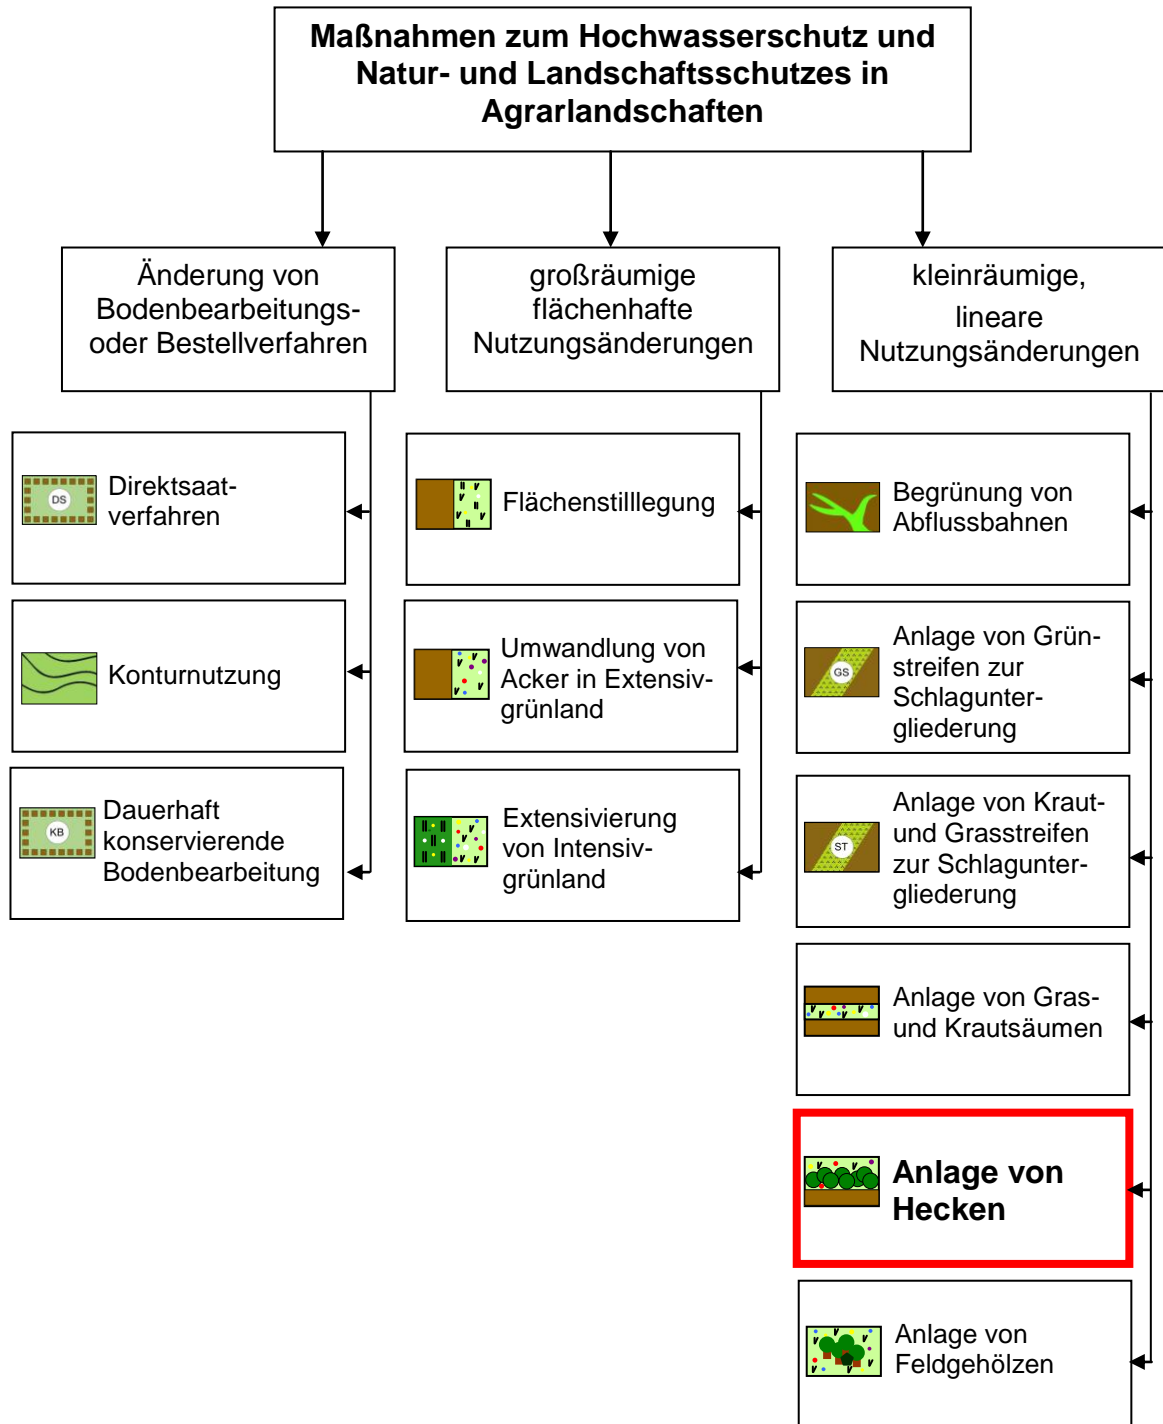 Maßnahmen zum Hochwasserschutz und
Natur- und Landschaftsschutzes in
Agrarlandschaften
Änderung von
Bodenbearbeitungs-
oder Bestellverfahren
großräumige
flächenhafte
Nutzungsänderungen
kleinräumige,
lineare
Nutzungsänderungen
DS
Direktsaat-
verfahren
Konturnutzung
KB
Dauerhaft
konservierende
Bodenbearbeitung
Flächenstilllegung
Umwandlung von
Acker in Extensiv-
grünland
Extensivierung
von Intensiv-
grünland
Begrünung von
Abflussbahnen
GS
Anlage von Grün-
streifen zur
Schlagunter-
gliederung
ST
Anlage von Kraut-
und Grasstreifen
zur Schlagunter-
gliederung
Anlage von Gras-
und Krautsäumen
Anlage von
Hecken
Anlage von
Feldgehölzen